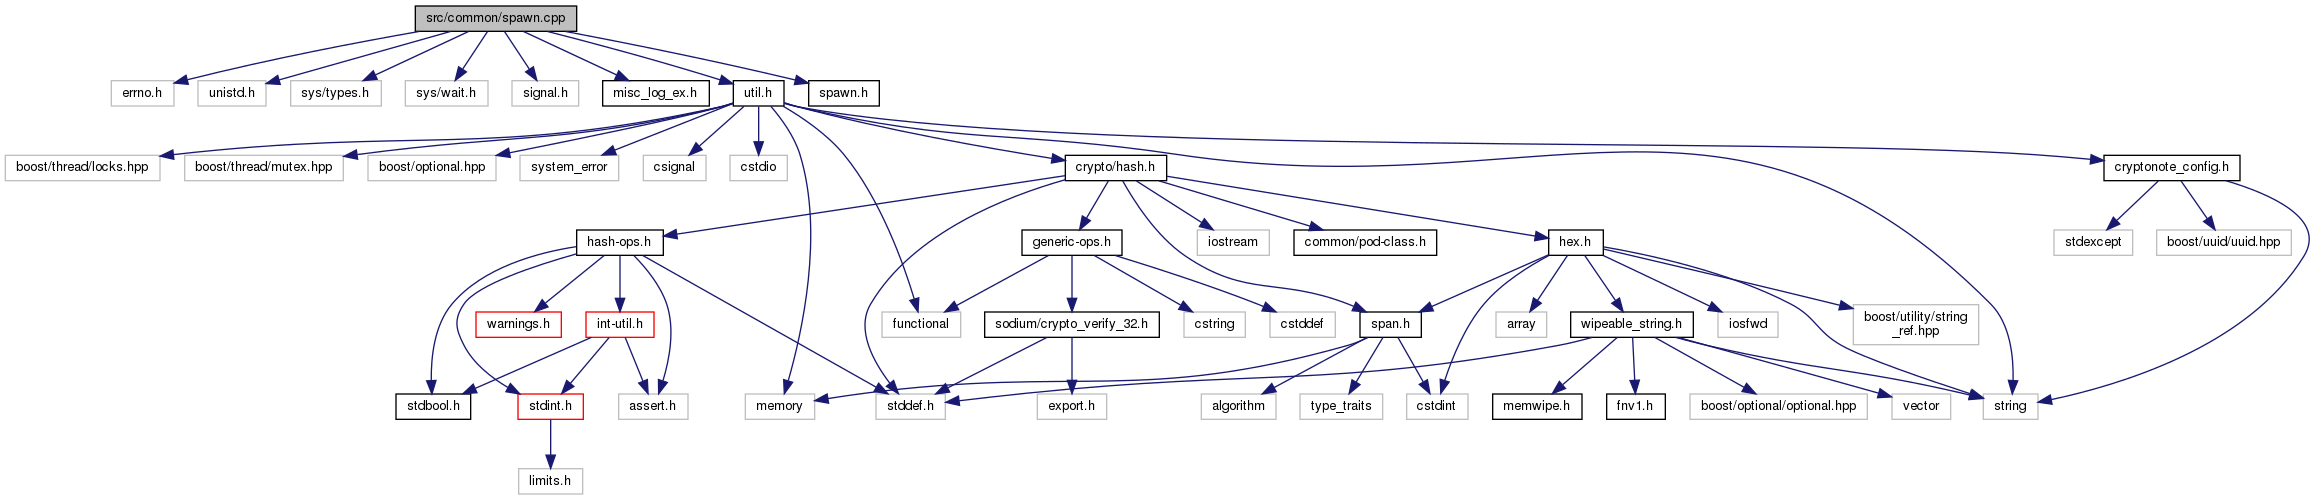 src/common/spawn.cpp
errno.h
unistd.h
sys/types.h
sys/wait.h
signal.h
misc_log_ex.h
util.h
spawn.h
boost/thread/locks.hpp
boost/thread/mutex.hpp
boost/optional.hpp
system_error
csignal
cstdio
crypto/hash.h
cryptonote_config.h
hash-ops.h
generic-ops.h
iostream
common/pod-class.h
hex.h
stdexcept
boost/uuid/uuid.hpp
warnings.h
int-util.h
functional
sodium/crypto_verify_32.h
cstring
cstddef
span.h
array
wipeable_string.h
iosfwd
boost/utility/string
_ref.hpp
stdbool.h
stdint.h
assert.h
memory
stddef.h
export.h
algorithm
type_traits
cstdint
memwipe.h
fnv1.h
boost/optional/optional.hpp
vector
string
limits.h